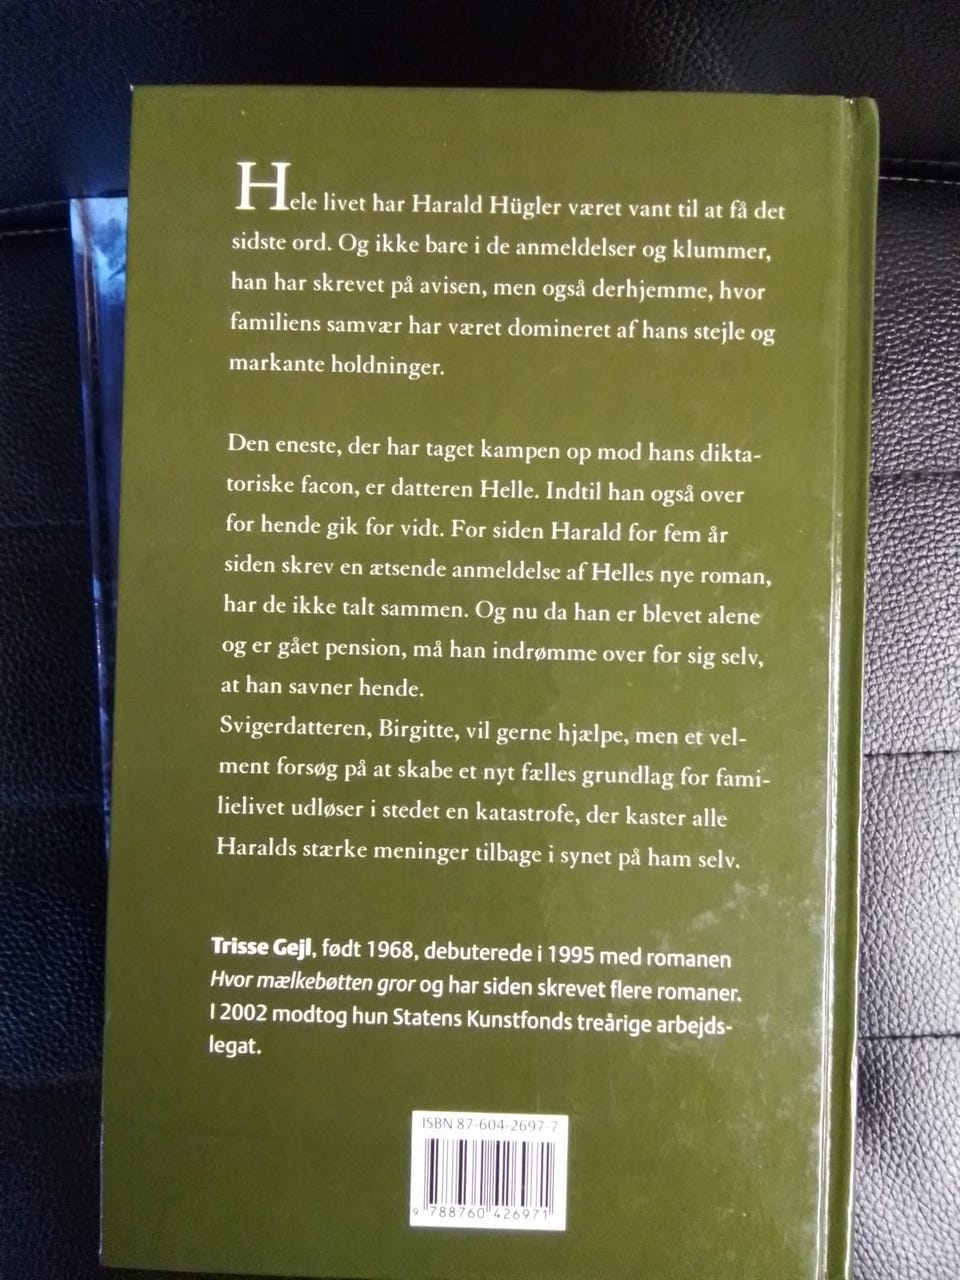 Hele livet har Harald Hügler været vant til at få det
sidste ord. Og ikke bare i de anmeldelser og klummer,
han har skrevet på avisen, men også derhjemme, hvor
familiens samvær har været domineret af hans stejle og
markante holdninger.
Den eneste, der har taget kampen op mod hans dikta-
toriske facon, er datteren Helle. Indtil han også over
for hende gik for vidt. For siden Harald for fem år
siden skrev en ætsende anmeldelse af Helles nye roman,
har de ikke talt sammen. Og nu da han er blevet alene
og er gået pension, må han indrømme over for sig selv,
at han savner hende.
Svigerdatteren, Birgitte, vil gerne hjælpe, men et vel-
ment forsøg på at skabe et nyt fælles grundlag for fami-
lielivet udløser i stedet en katastrofe, der kaster alle
Haralds stærke meninger tilbage i synet på ham selv.
Trisse Gejl, født 1968, debuterede i 1995 med romanen
Hvor mælkebøtten gror og har siden skrevet flere romaner.
I 2002 modtog hun Statens Kunstfonds treårige arbejds-
legat.
ISBN 87-604-2697-7
9 788760 426971